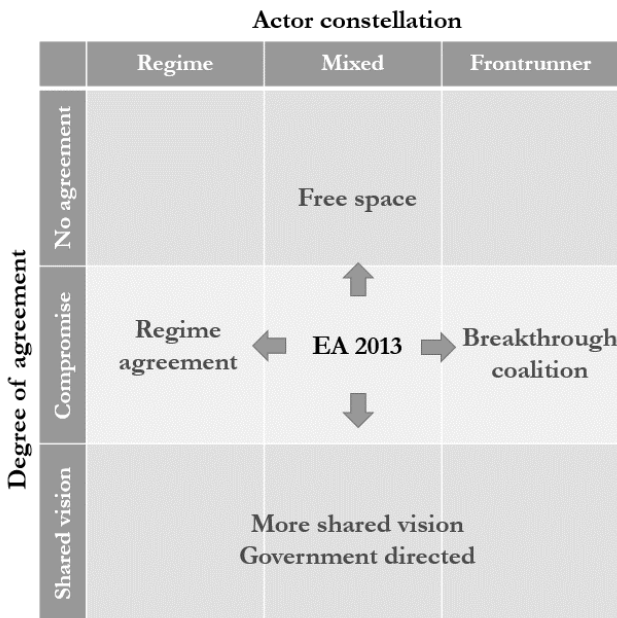 Actor constellation
Regime
Mixed
Frontrunner
Degree of agreement
No agreement
Free space
Compromise
Regime
agreement
EA 2013
Breakthrough
coalition
Shared vision
More shared vision
Government directed